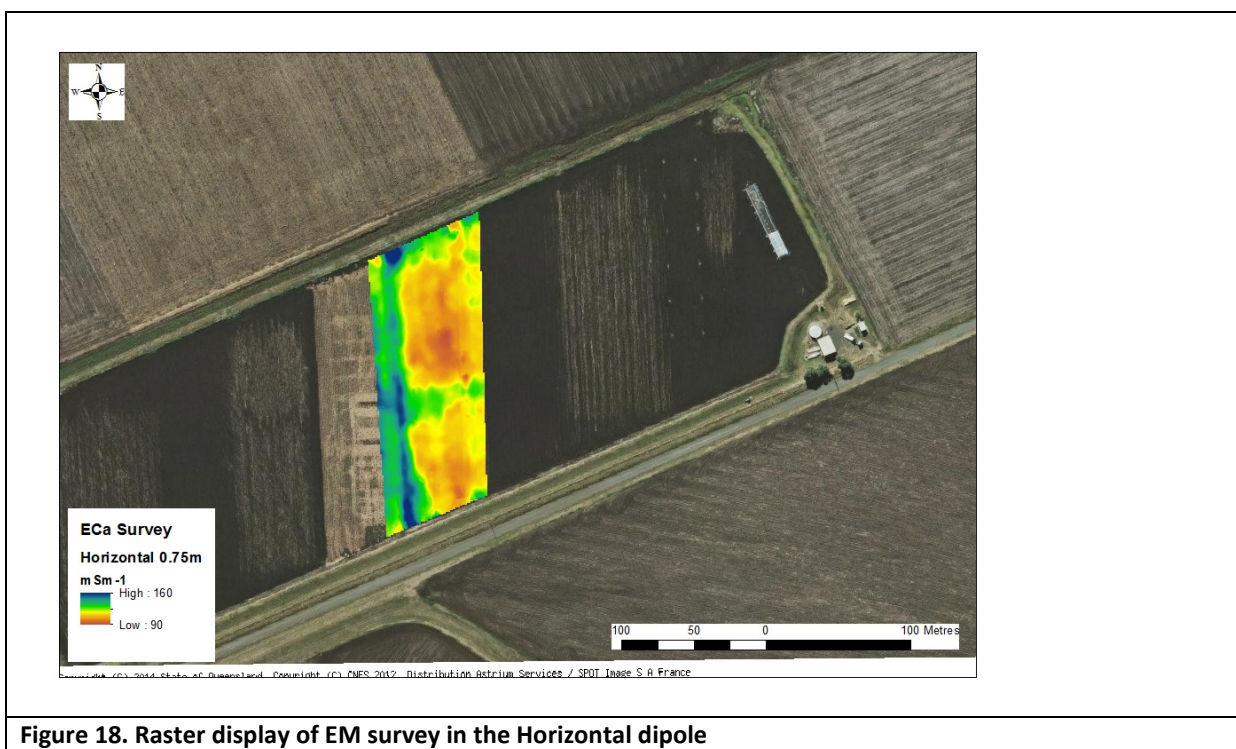 N
W E
S
ECa Survey
Horizontal 0.75m
m Sm -1
High : 160
Low : 90
100 50 0 100 Metres
Copyright (C) 2014 State of Queensland Copyright (C) CNES 2012, Distribution Astrium Services / SPOT Image S A France
Figure 18. Raster display of EM survey in the Horizontal dipole